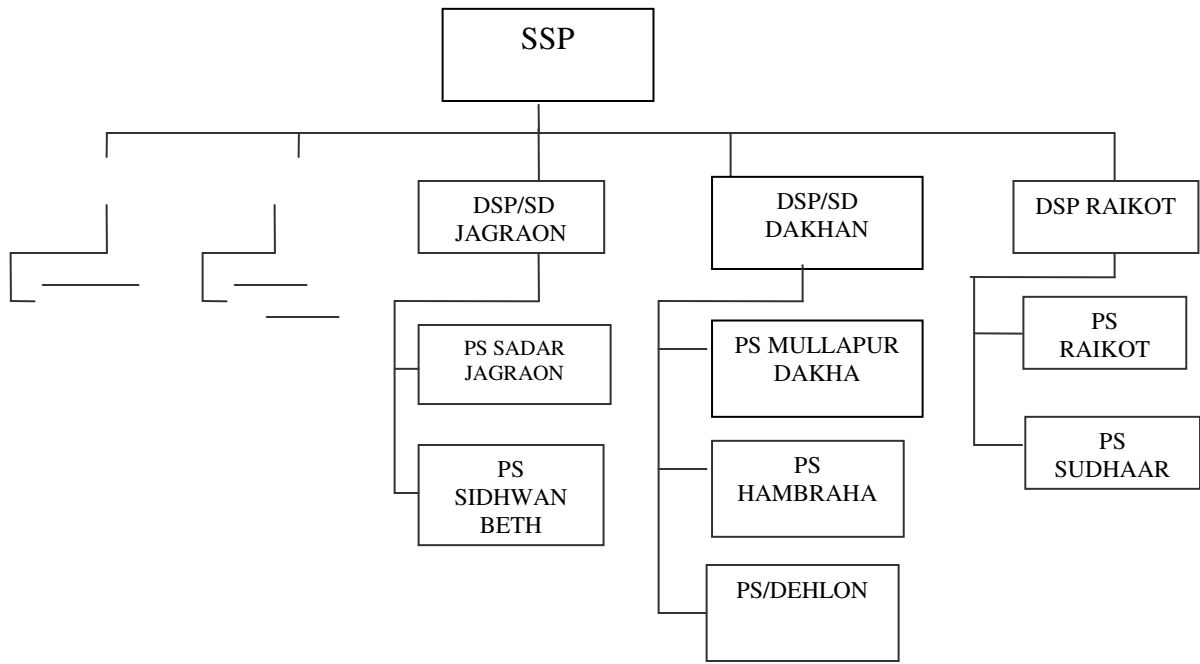 SSP
DSP/SD
JAGRAON
DSP/SD
DAKHAN
DSP RAIKOT
PS SADAR
JAGRAON
PS
SIDHWAN
BETH
PS MULLAPUR
DAKHA
PS
HAMBRAHA
PS/DEHLON
PS
RAIKOT
PS
SUDHAAR